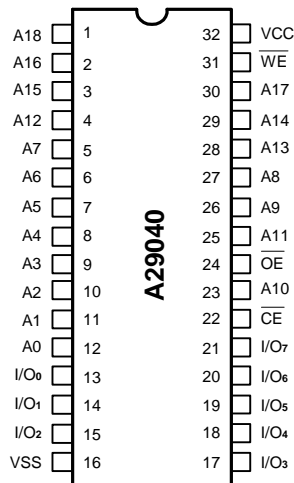 A18 1 32 VCC
A16 2 31 W̅E̅
A15 3 30 A17
A12 4 29 A14
A7 5 28 A13
A6 6 27 A8
A5 7 26 A9
A4 8 25 A11
A3 9 24 O̅E̅
A2 10 23 A10
A1 11 22 C̅E̅
A0 12 21 I/O₇
I/O₀ 13 20 I/O₆
I/O₁ 14 19 I/O₅
I/O₂ 15 18 I/O₄
VSS 16 17 I/O₃
A29040